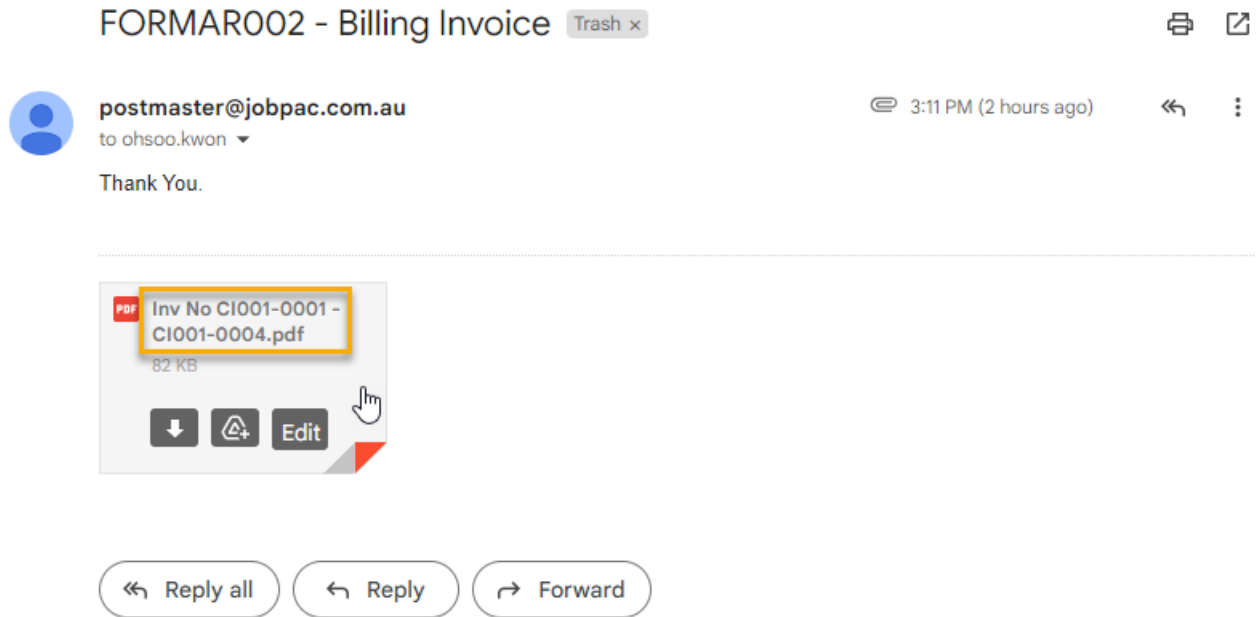 FORMAR002 - Billing Invoice Trash ×
postmaster@jobpac.com.au 3:11 PM (2 hours ago)
to ohsoo.kwon
Thank You.
PDF Inv No CI001-0001 -
CI001-0004.pdf
82 KB
Edit
Reply all Reply Forward